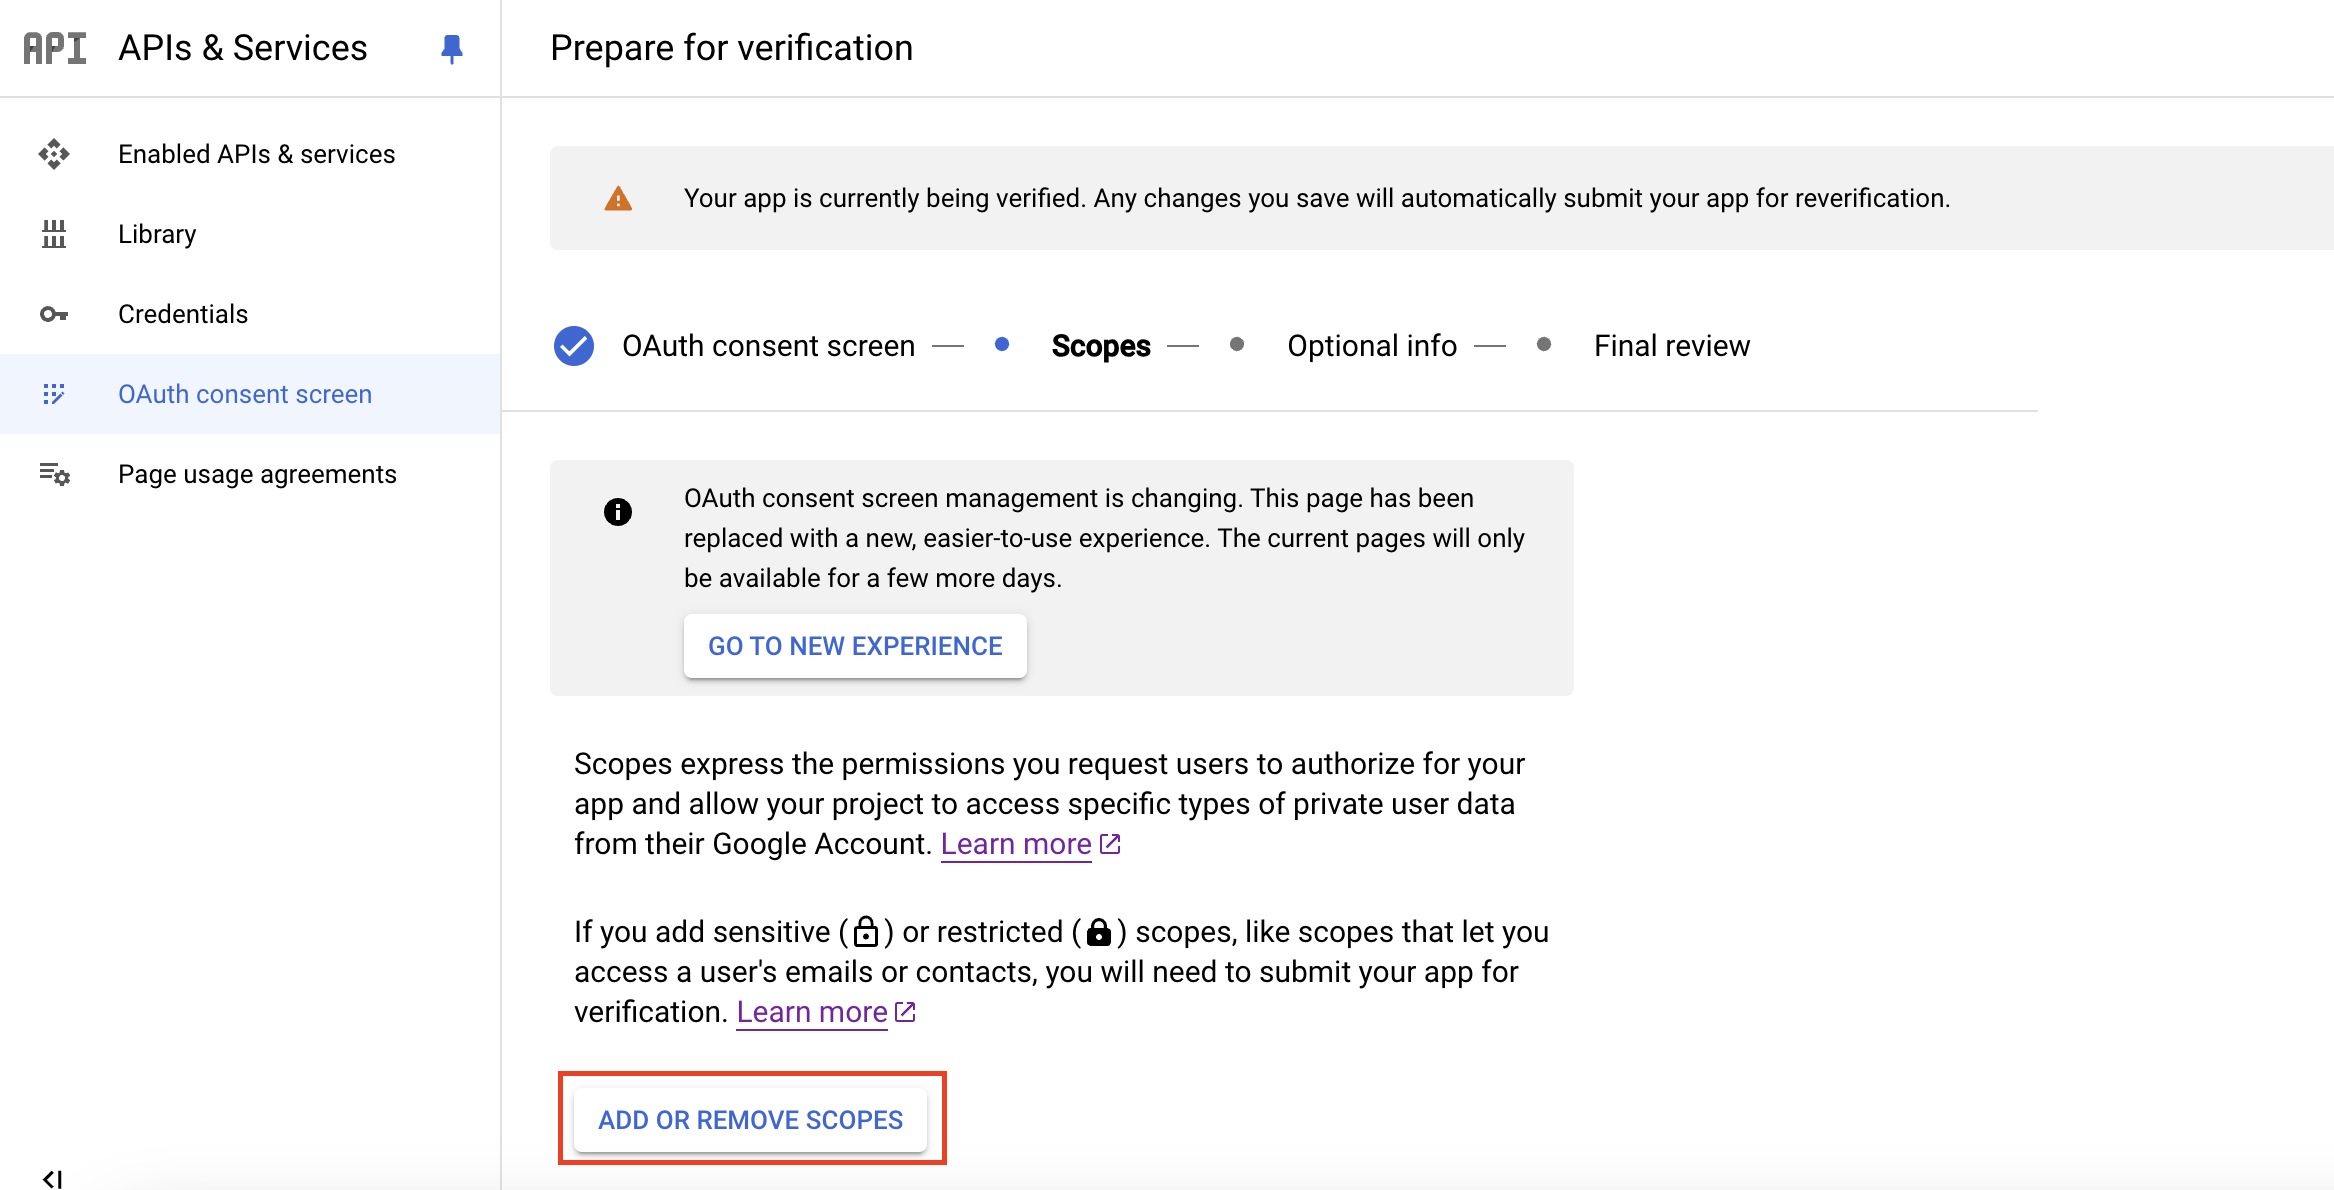 API APIs & Services
Prepare for verification
Enabled APIs & services
Library
Credentials
OAuth consent screen
Page usage agreements
Your app is currently being verified. Any changes you save will automatically submit your app for reverification.
OAuth consent screen — Scopes — Optional info — Final review
OAuth consent screen management is changing. This page has been
replaced with a new, easier-to-use experience. The current pages will only
be available for a few more days.
GO TO NEW EXPERIENCE
Scopes express the permissions you request users to authorize for your
app and allow your project to access specific types of private user data
from their Google Account. Learn more
If you add sensitive ( ) or restricted ( ) scopes, like scopes that let you
access a user's emails or contacts, you will need to submit your app for
verification. Learn more
ADD OR REMOVE SCOPES